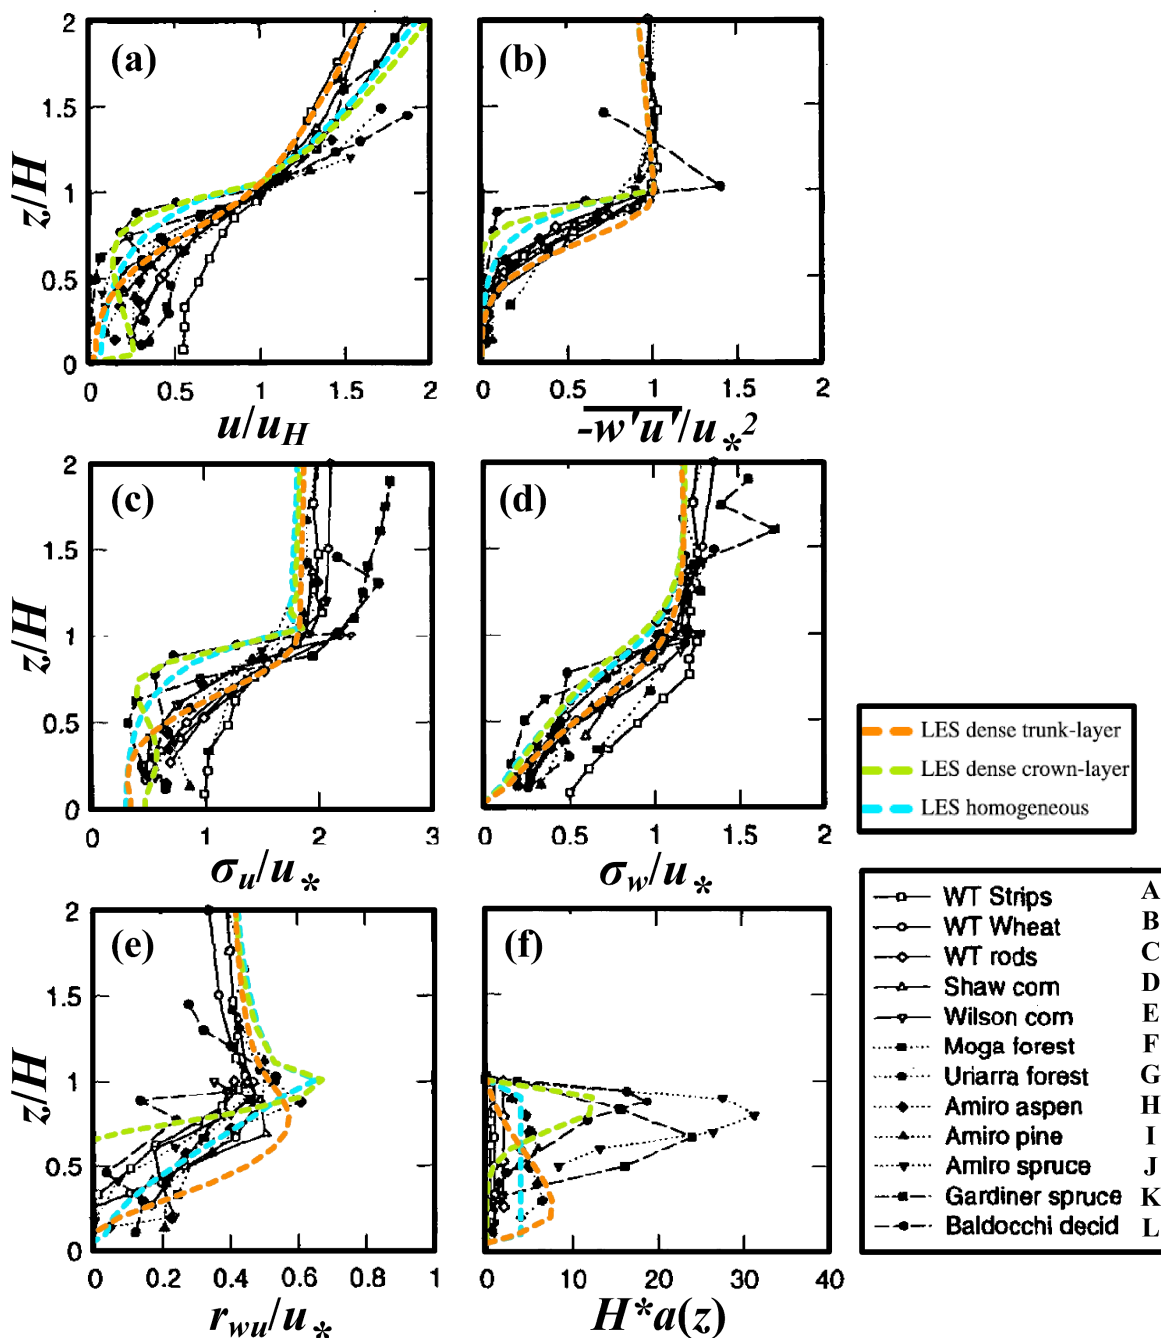 (a)
(b)
2
1.5
1
0.5
0
z/H
0 0.5 1 1.5 2
u/u_H
2
1.5
1
0.5
0
0 0.5 1 1.5 2
-w'u'/u_*^2
(c)
(d)
2
1.5
1
0.5
0
z/H
0 1 2 3
σ_u/u_*
2
1.5
1
0.5
0
0 0.5 1 1.5 2
σ_w/u_*
LES dense trunk-layer
LES dense crown-layer
LES homogeneous
(e)
(f)
2
1.5
1
0.5
0
z/H
0 0.2 0.4 0.6 0.8 1
r_wu/u_*
2
1.5
1
0.5
0
0 10 20 30 40
H*a(z)
WT Strips A
WT Wheat B
WT rods C
Shaw corn D
Wilson corn E
Moga forest F
Uriarra forest G
Amiro aspen H
Amiro pine I
Amiro spruce J
Gardiner spruce K
Baldocchi decid L